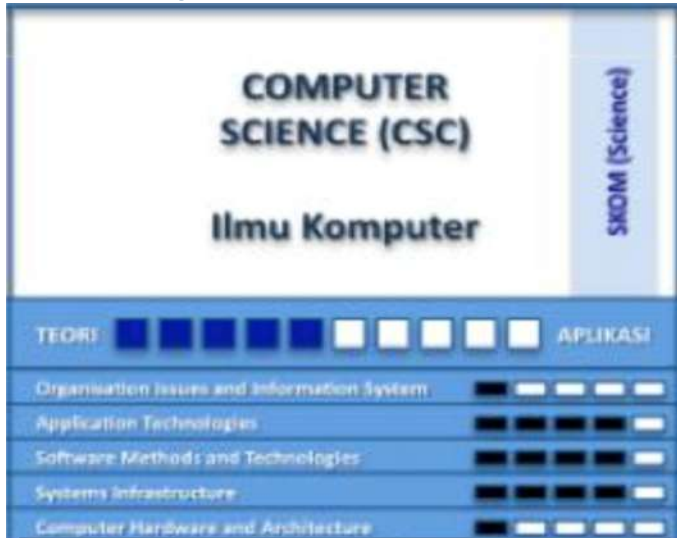 COMPUTER
SCIENCE (CSC)
Ilmu Komputer
SKOM (Science)
TEORI APLIKASI
Organisation Issues and Information System
Application Technologies
Software Methods and Technologies
Systems Infrastructure
Computer Hardware and Architecture